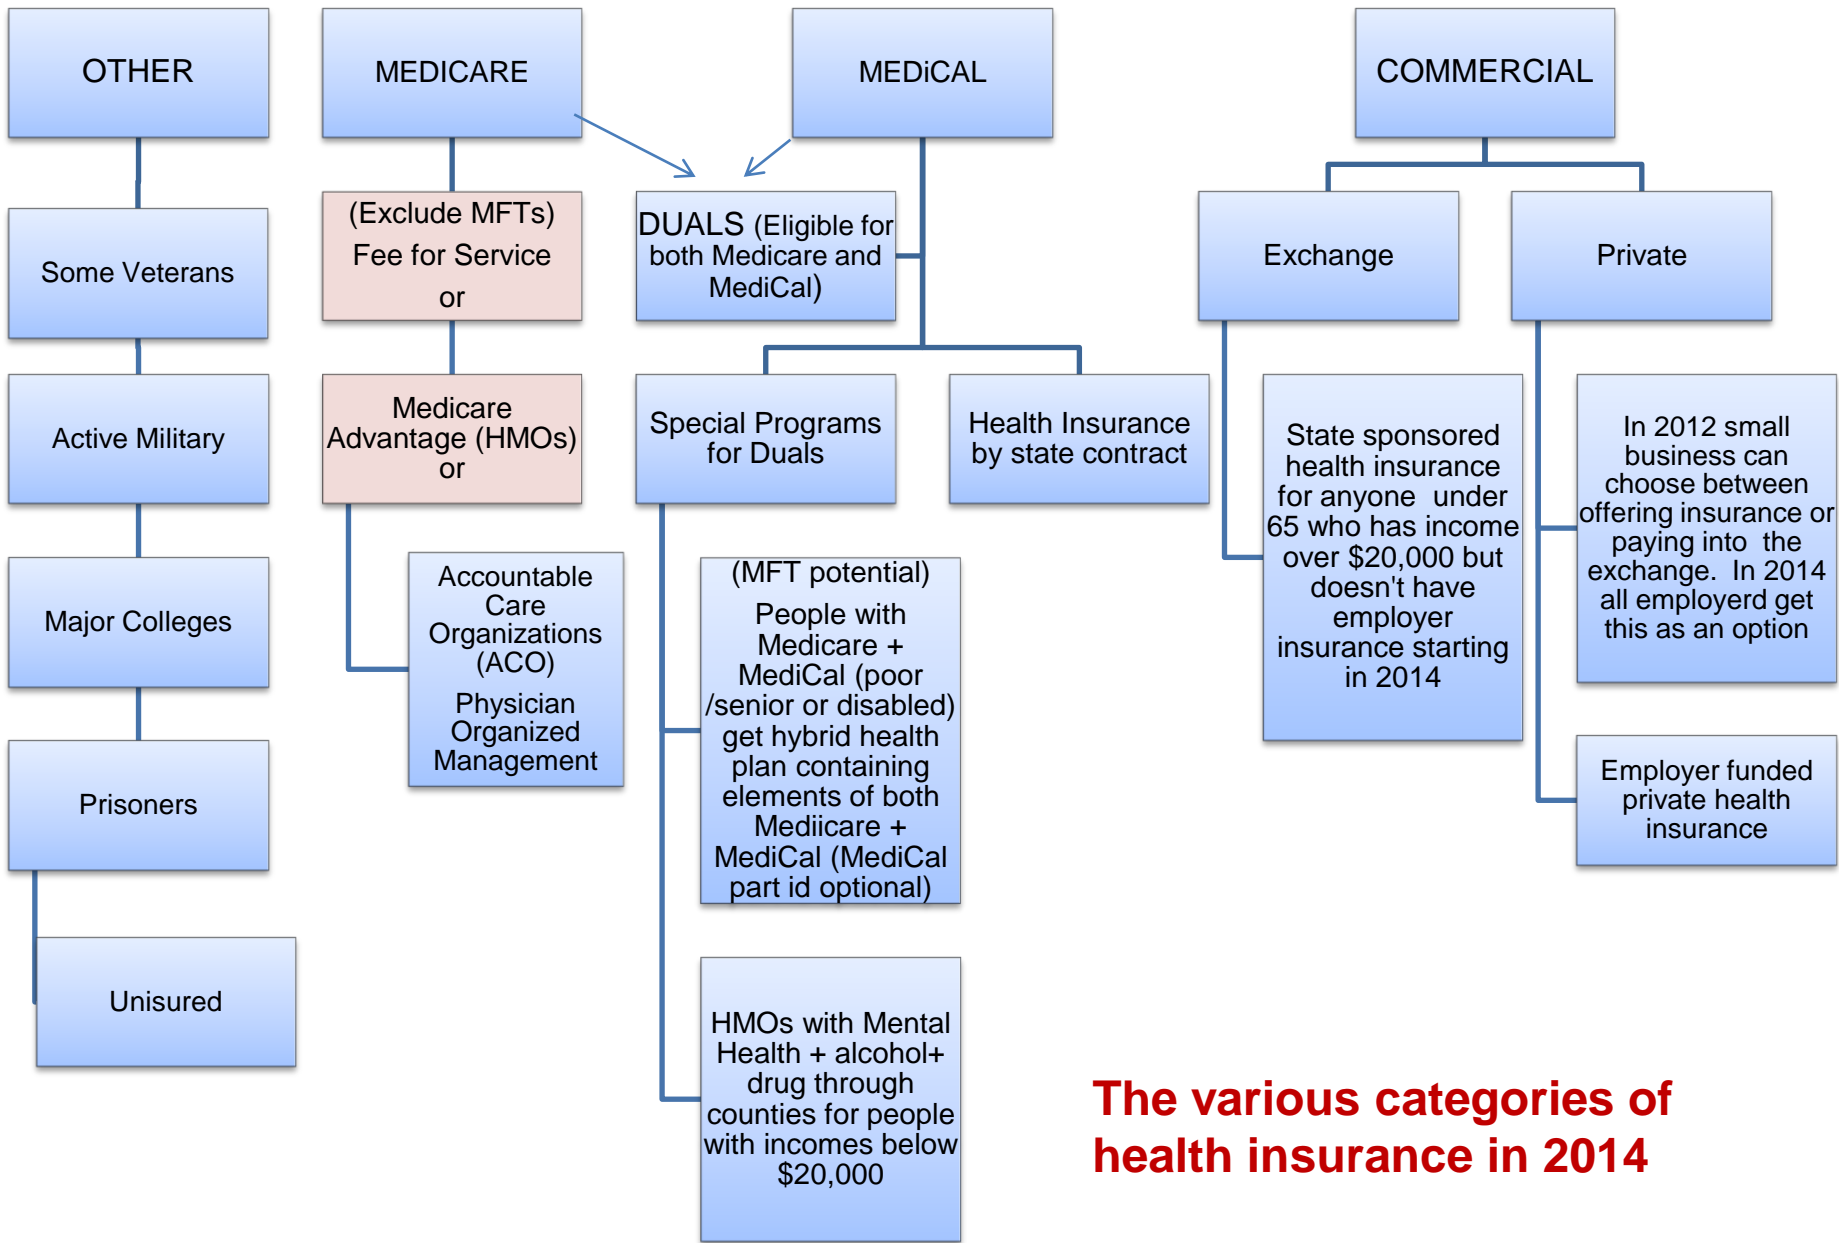 OTHER
Some Veterans
Active Military
Major Colleges
Prisoners
Unisured
MEDICARE
(Exclude MFTs)
Fee for Service
or
Medicare
Advantage (HMOs)
or
Accountable
Care
Organizations
(ACO)
Physician
Organized
Management
MEDiCAL
DUALS (Eligible for
both Medicare and
MediCal)
Special Programs
for Duals
(MFT potential)
People with
Medicare +
MediCal (poor
/senior or disabled)
get hybrid health
plan containing
elements of both
Mediicare +
MediCal (MediCal
part id optional)
HMOs with Mental
Health + alcohol+
drug through
counties for people
with incomes below
$20,000
Health Insurance
by state contract
COMMERCIAL
Exchange
State sponsored
health insurance
for anyone under
65 who has income
over $20,000 but
doesn't have
employer
insurance starting
in 2014
Private
In 2012 small
business can
choose between
offering insurance or
paying into the
exchange. In 2014
all employerd get
this as an option
Employer funded
private health
insurance
The various categories of
health insurance in 2014